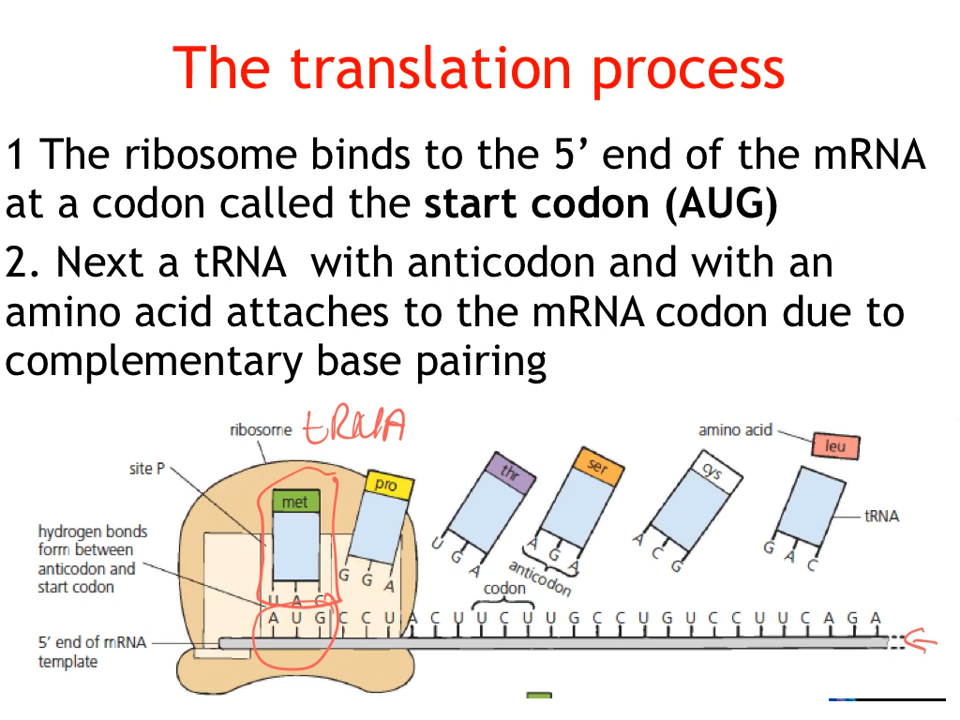 The translation process
1 The ribosome binds to the 5’ end of the mRNA
at a codon called the start codon (AUG)
2. Next a tRNA with anticodon and with an
amino acid attaches to the mRNA codon due to
complementary base pairing
ribosome
tRNA
amino acid
leu
site P
met
pro
thr
ser
cys
tRNA
hydrogen bonds
form between
anticodon and
start codon
U A C
G G A
U G A
A G A
A C G
G A C
anticodon
codon
A U G C C U A C U U C U U G C C U G U C C U U C A G A
5’ end of mRNA
template